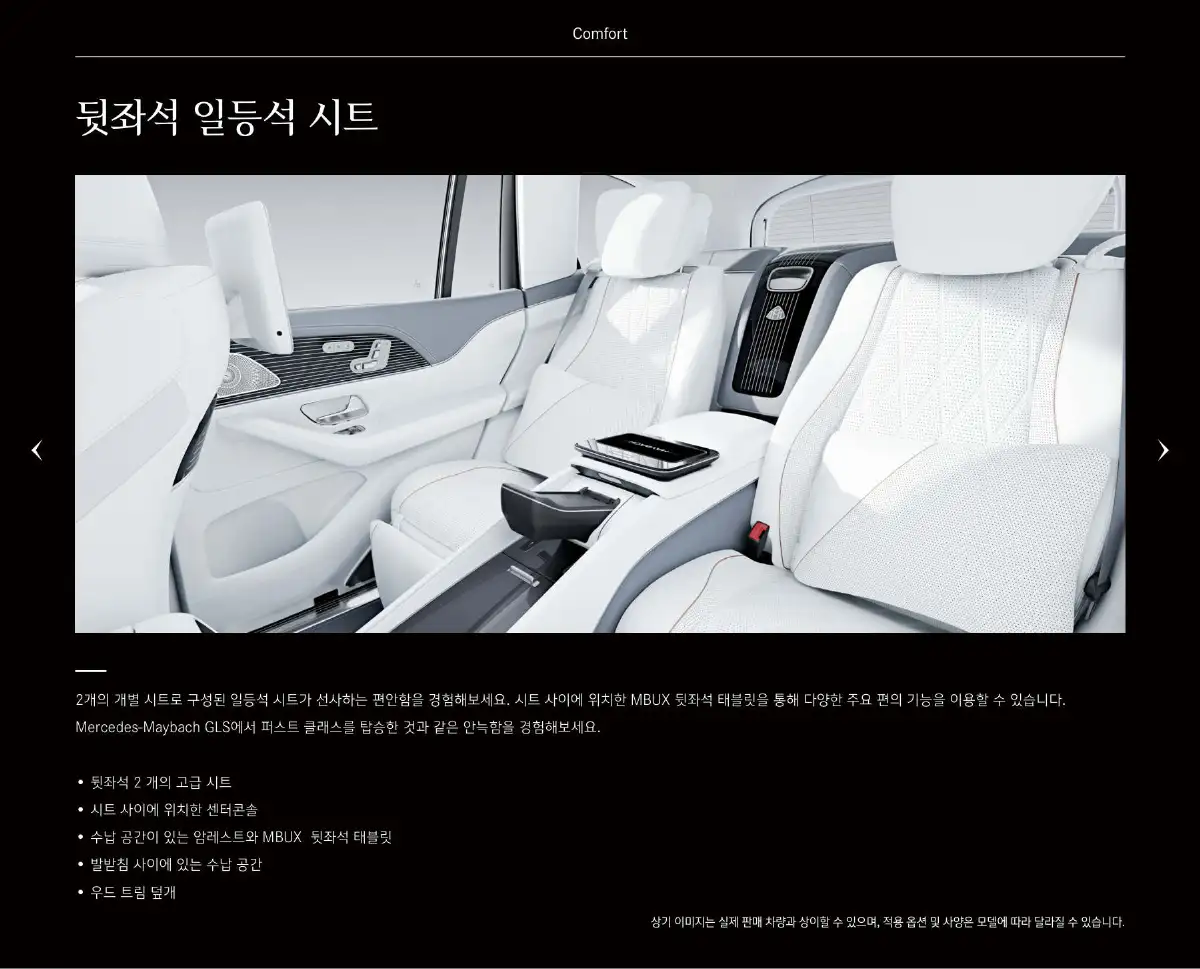 Comfort
뒷좌석 일등석 시트
2개의 개별 시트로 구성된 일등석 시트가 선사하는 편안함을 경험해보세요. 시트 사이에 위치한 MBUX 뒷좌석 태블릿을 통해 다양한 주요 편의 기능을 이용할 수 있습니다.
Mercedes-Maybach GLS에서 퍼스트 클래스를 탑승한 것과 같은 안늑함을 경험해보세요.
• 뒷좌석 2 개의 고급 시트
• 시트 사이에 위치한 센터콘솔
• 수납 공간이 있는 암레스트와 MBUX 뒷좌석 태블릿
• 발받침 사이에 있는 수납 공간
• 우드 트림 덮개
상기 이미지는 실제 판매 차량과 상이할 수 있으며, 적용 옵션 및 사양은 모델에 따라 달라질 수 있습니다.